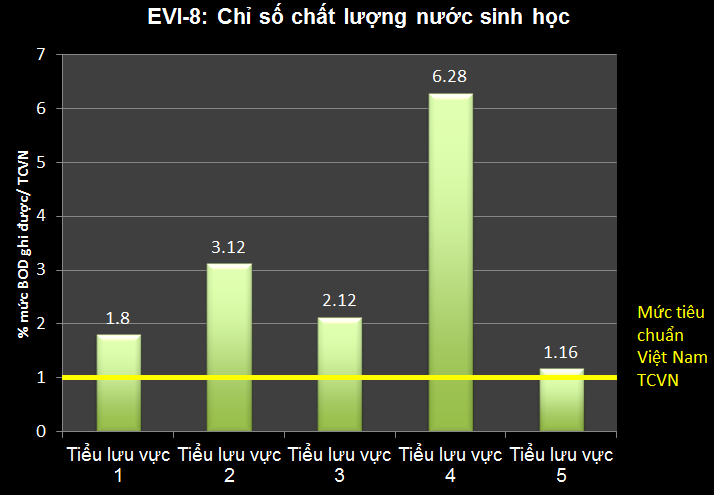 EVI-8: Chỉ số chất lượng nước sinh học
% mức BOD ghi được/ TCVN
7
6
5
4
3
2
1
0
1.8
3.12
2.12
6.28
1.16
Mức tiêu
chuẩn
Việt Nam
TCVN
Tiểu lưu vực
1
Tiểu lưu vực
2
Tiểu lưu vực
3
Tiểu lưu vực
4
Tiểu lưu vực
5